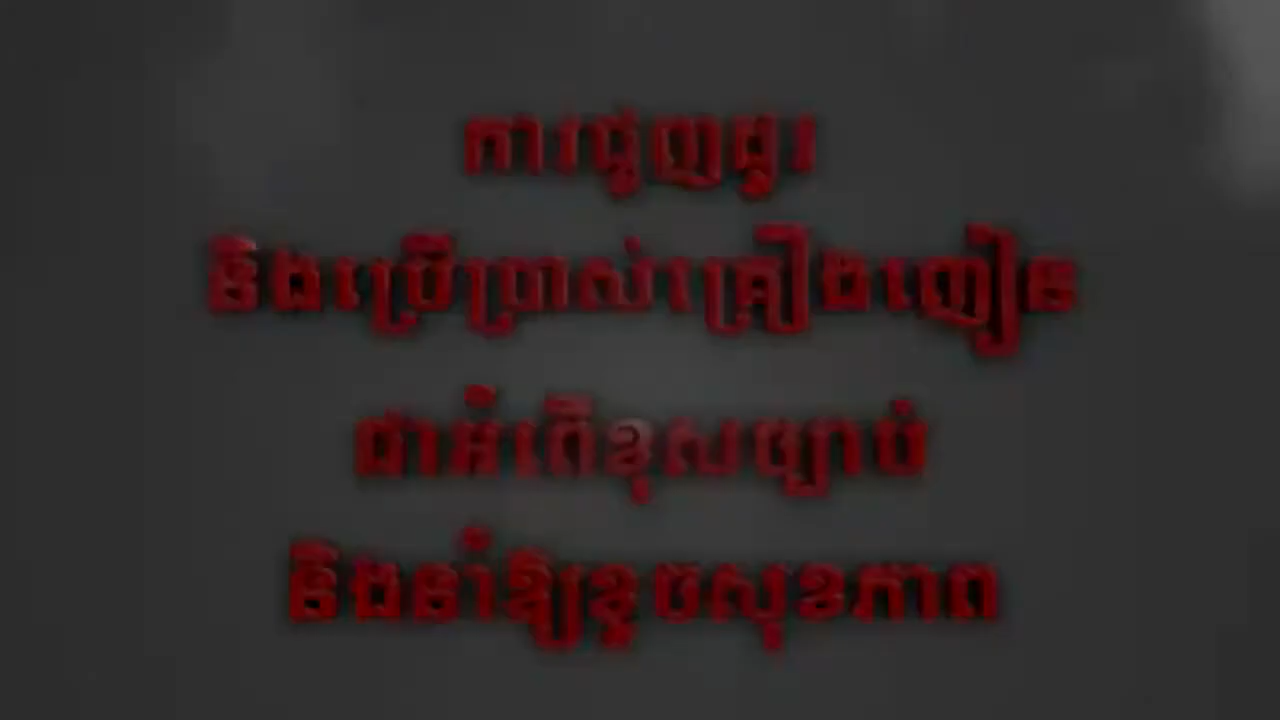 ការជួញដូរ
និងប្រើប្រាស់គ្រឿងញៀន
ជាអំពើខុសច្បាប់
និងនាំឱ្យខូចសុខភាព